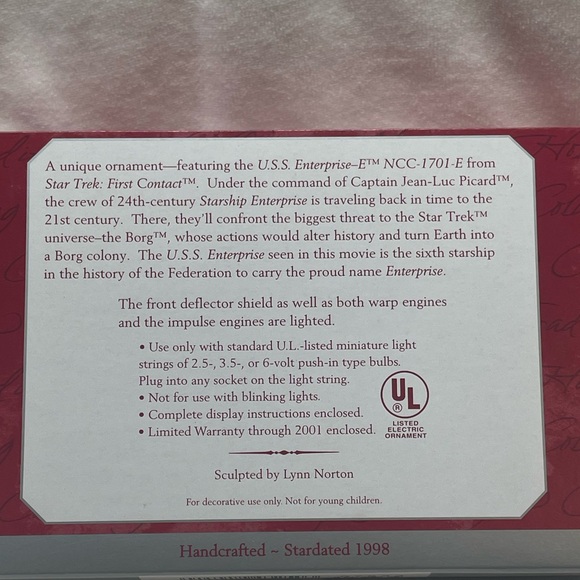 A unique ornament—featuring the U.S.S. Enterprise–E™ NCC-1701-E from
Star Trek: First Contact™. Under the command of Captain Jean-Luc Picard™,
the crew of 24th-century Starship Enterprise is traveling back in time to the
21st century. There, they'll confront the biggest threat to the Star Trek™
universe–the Borg™, whose actions would alter history and turn Earth into
a Borg colony. The U.S.S. Enterprise seen in this movie is the sixth starship
in the history of the Federation to carry the proud name Enterprise.
The front deflector shield as well as both warp engines
and the impulse engines are lighted.
• Use only with standard U.L.-listed miniature light
strings of 2.5-, 3.5-, or 6-volt push-in type bulbs.
Plug into any socket on the light string.
• Not for use with blinking lights.
• Complete display instructions enclosed.
• Limited Warranty through 2001 enclosed.
UL
®
LISTED
ELECTRIC
ORNAMENT
Sculpted by Lynn Norton
For decorative use only. Not for young children.
Handcrafted ~ Stardated 1998